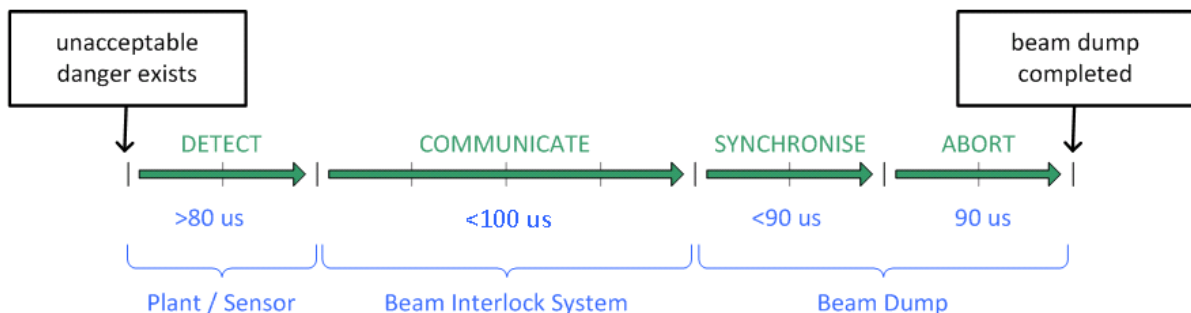 unacceptable
danger exists
beam dump
completed
DETECT
COMMUNICATE
SYNCHRONISE
ABORT
>80 us
<100 us
<90 us
90 us
Plant / Sensor
Beam Interlock System
Beam Dump